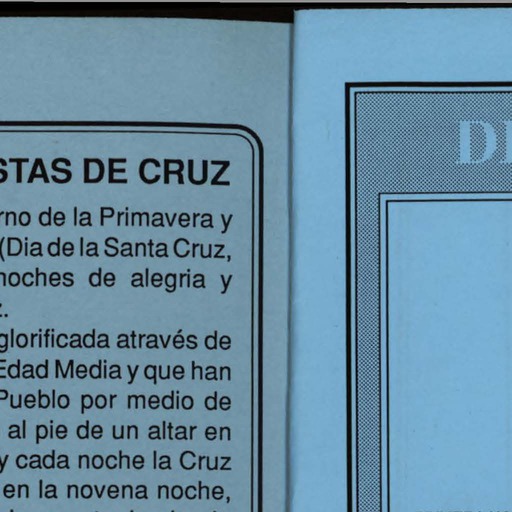 STAS DE CRUZ
rno de la Primavera y
(Dia de la Santa Cruz,
noches de alegria y
z.
glorificada através de
Edad Media y que han
Pueblo por medio de
al pie de un altar en
y cada noche la Cruz
en la novena noche,
DE